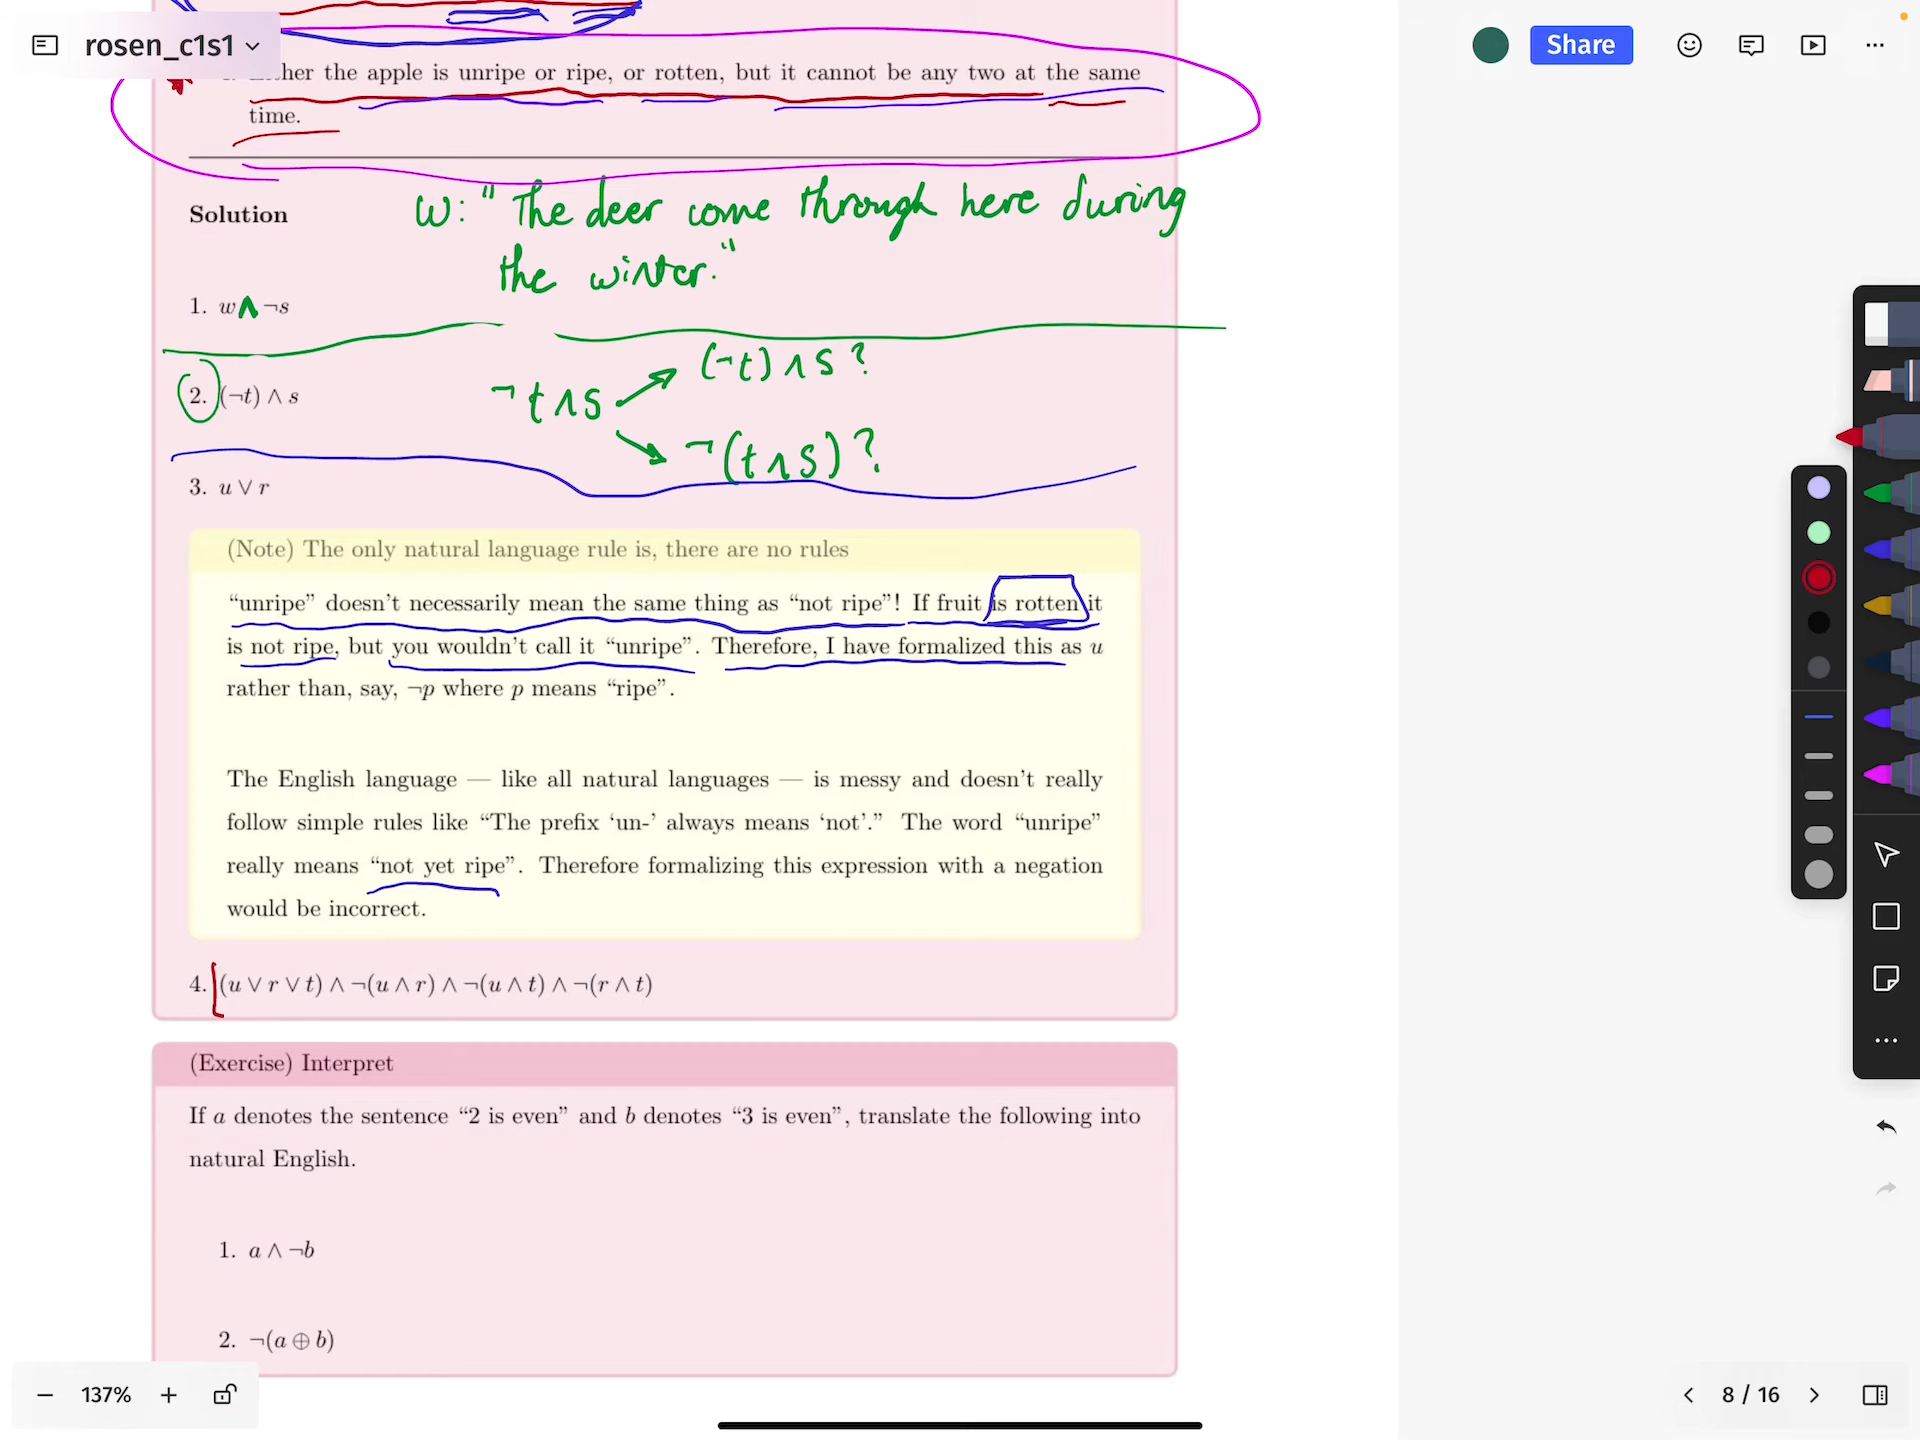 rosen_c1s1
Share
the apple is unripe or ripe, or rotten, but it cannot be any two at the same
time.
Solution
w: "The deer come through here during
the winter."
1. w ∧ ¬s
2. (¬t) ∧ s
¬t ∧ s
(¬t) ∧ s ?
¬(t ∧ s) ?
3. u ∨ r
(Note) The only natural language rule is, there are no rules
“unripe” doesn’t necessarily mean the same thing as “not ripe”! If fruit is rotten it
is not ripe, but you wouldn’t call it “unripe”. Therefore, I have formalized this as u
rather than, say, ¬p where p means “ripe”.
The English language — like all natural languages — is messy and doesn’t really
follow simple rules like “The prefix ‘un-’ always means ‘not’.” The word “unripe”
really means “not yet ripe”. Therefore formalizing this expression with a negation
would be incorrect.
4. (u ∨ r ∨ t) ∧ ¬(u ∧ r) ∧ ¬(u ∧ t) ∧ ¬(r ∧ t)
(Exercise) Interpret
If a denotes the sentence “2 is even” and b denotes “3 is even”, translate the following into
natural English.
1. a ∧ ¬b
2. ¬(a ⊕ b)
137%
8 / 16